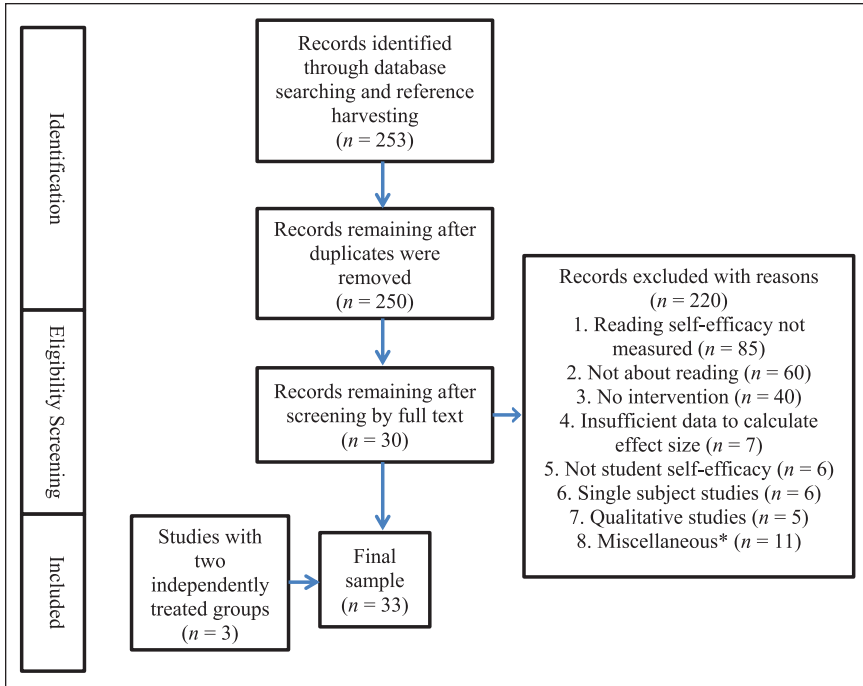 Identification
Records identified
through database
searching and reference
harvesting
(n = 253)
Records remaining after
duplicates were
removed
(n = 250)
Eligibility Screening
Records remaining after
screening by full text
(n = 30)
Records excluded with reasons
(n = 220)
1. Reading self-efficacy not
measured (n = 85)
2. Not about reading (n = 60)
3. No intervention (n = 40)
4. Insufficient data to calculate
effect size (n = 7)
5. Not student self-efficacy (n = 6)
6. Single subject studies (n = 6)
7. Qualitative studies (n = 5)
8. Miscellaneous* (n = 11)
Included
Studies with
two
independently
treated groups
(n = 3)
Final
sample
(n = 33)